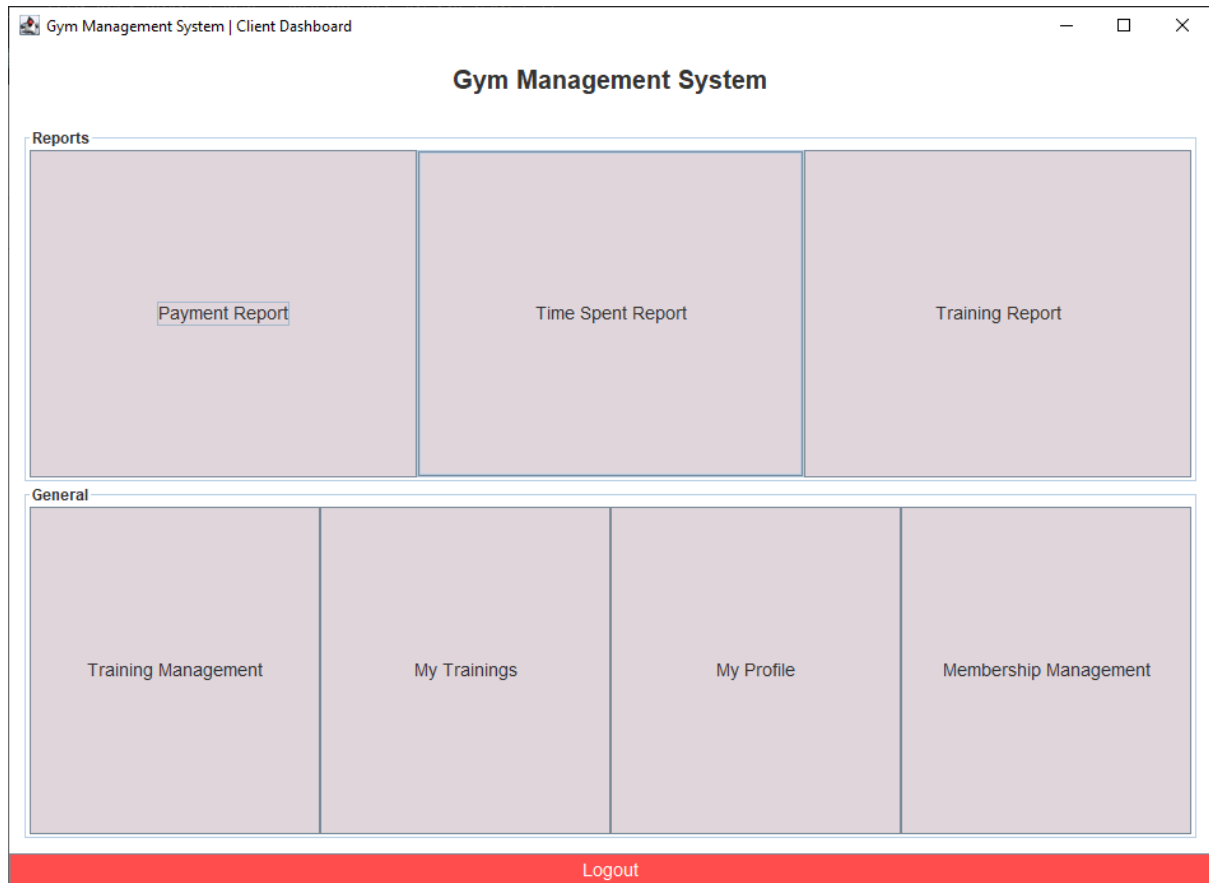 Gym Management System | Client Dashboard
Gym Management System
Reports
Payment Report
Time Spent Report
Training Report
General
Training Management
My Trainings
My Profile
Membership Management
Logout